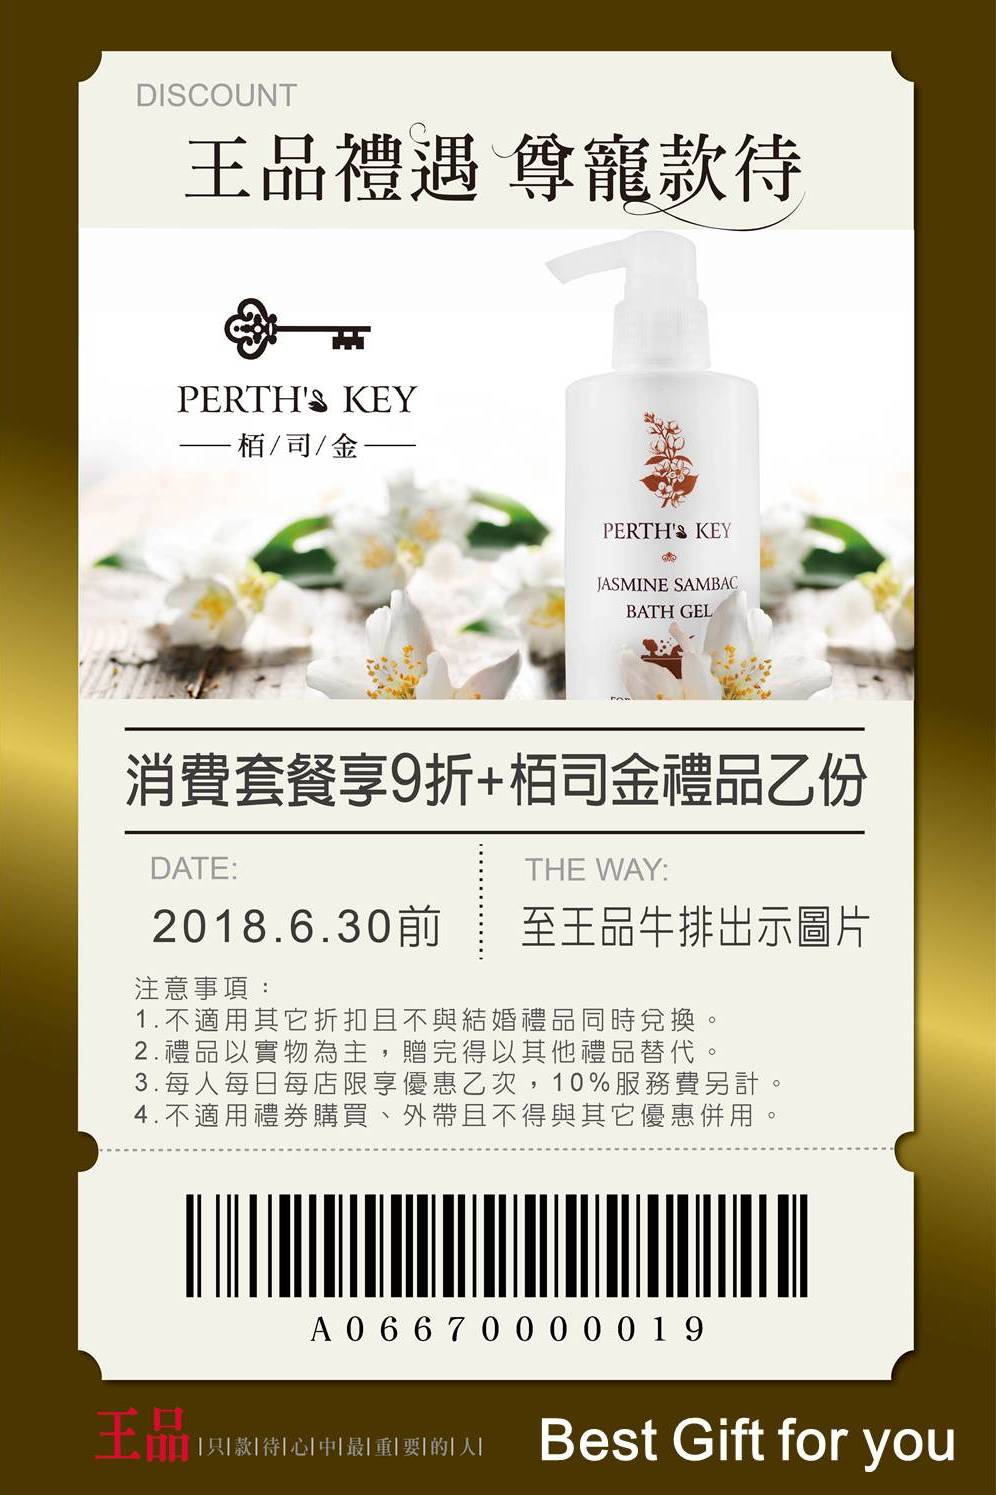 DISCOUNT
王品禮遇 尊寵款待
PERTH's KEY
栢/司/金
PERTH's KEY
JASMINE SAMBAC
BATH GEL
消費套餐享9折+栢司金禮品乙份
DATE:
2018.6.30前
THE WAY:
至王品牛排出示圖片
注意事項：
1.不適用其它折扣且不與結婚禮品同時兌換。
2.禮品以實物為主，贈完得以其他禮品替代。
3.每人每日每店限享優惠乙次，10%服務費另計。
4.不適用禮券購買、外帶且不得與其它優惠併用。
A06670000019
王品 |只|款|待|心|中|最|重|要|的|人|
Best Gift for you